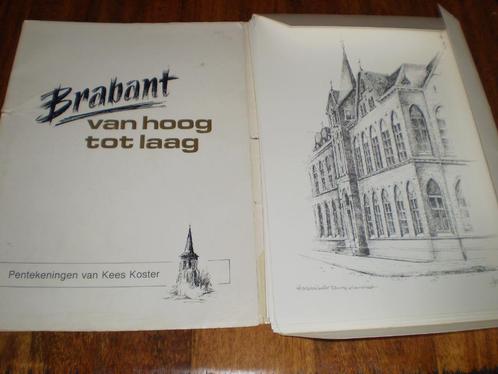 Brabant
van hoog
tot laag
Pentekeningen van Kees Koster